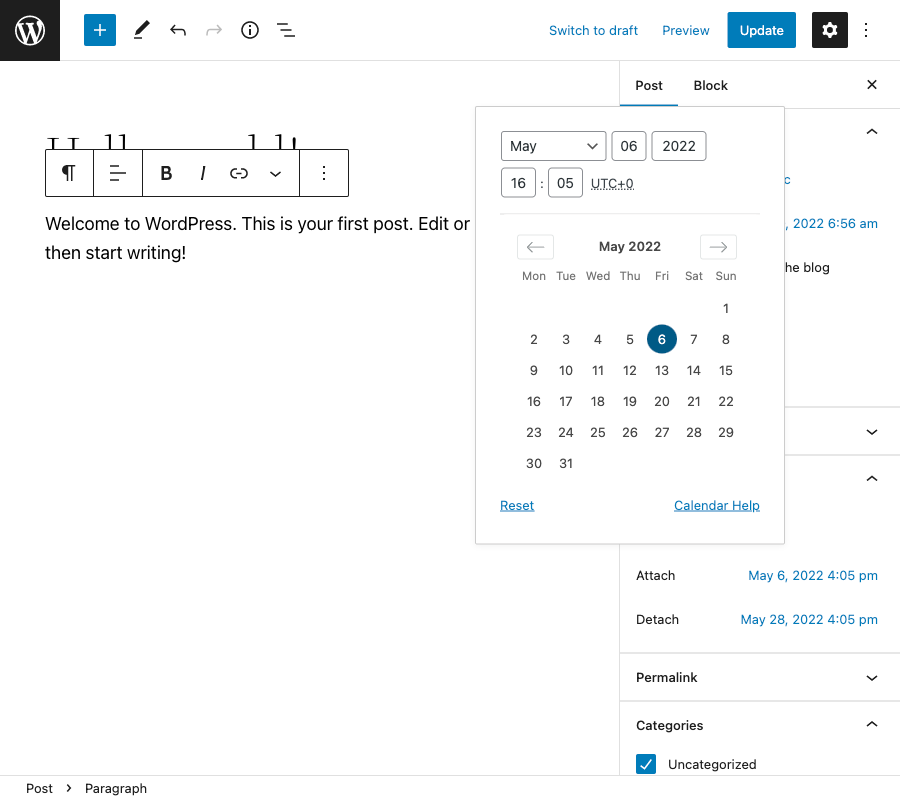 Switch to draft Preview Update
Post Block
May 06 2022
16 : 05 UTC+0
, 2022 6:56 am
Welcome to WordPress. This is your first post. Edit or
then start writing!
May 2022
he blog
Mon Tue Wed Thu Fri Sat Sun
1
2 3 4 5 6 7 8
9 10 11 12 13 14 15
16 17 18 19 20 21 22
23 24 25 26 27 28 29
30 31
Reset Calendar Help
Attach May 6, 2022 4:05 pm
Detach May 28, 2022 4:05 pm
Permalink
Categories
Uncategorized
Post > Paragraph